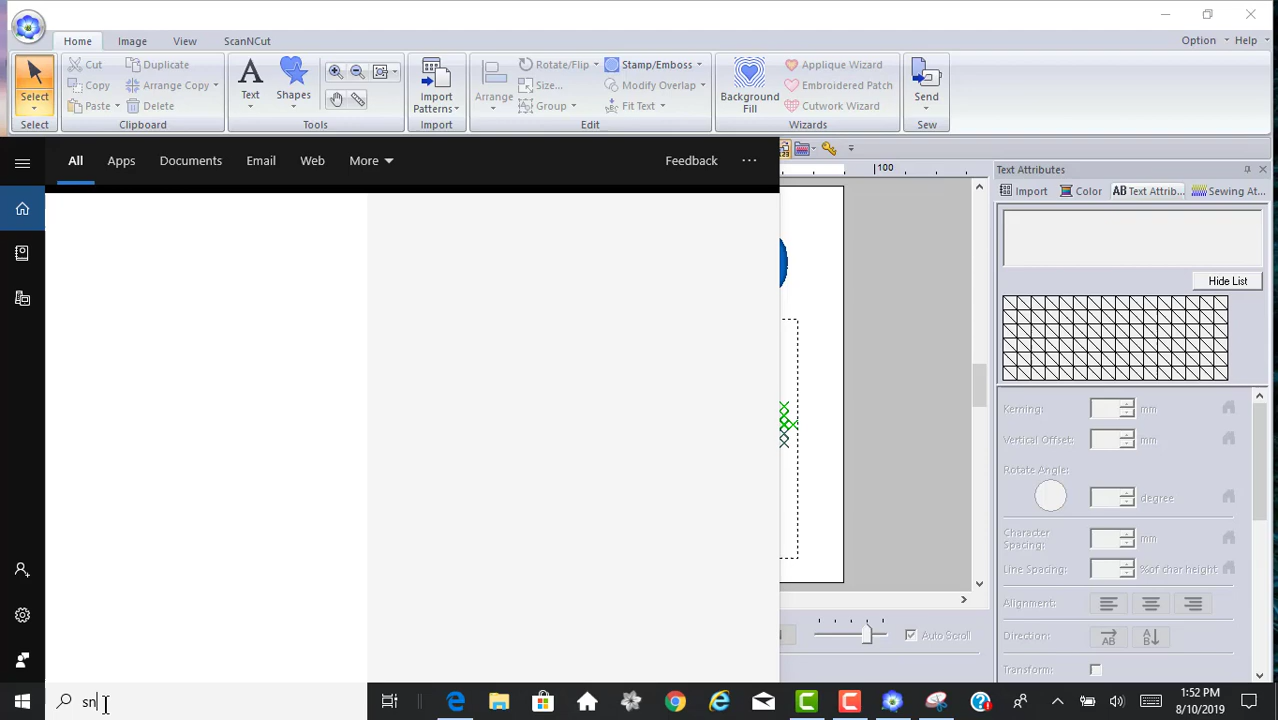 Home Image View ScanNCut Option Help
Select
Select
Cut
Copy
Paste
Duplicate
Arrange Copy
Delete
Clipboard
Text
Shapes
Tools
Import
Patterns
Import
Arrange
Rotate/Flip
Size...
Group
Stamp/Emboss
Modify Overlap
Fit Text
Edit
Background
Fill
Applique Wizard
Embroidered Patch
Cutwork Wizard
Wizards
Send
Sew
All Apps Documents Email Web More Feedback ...
100
Text Attributes
Import Color AB Text Attrib... Sewing At...
Hide List
Kerning: mm
Vertical Offset: mm
Rotate Angle:
degree
Character
Spacing: mm
Line Spacing: %of char height
Alignment:
Direction: AB
Transform:
Auto Scroll
sn
1:52 PM
8/10/2019